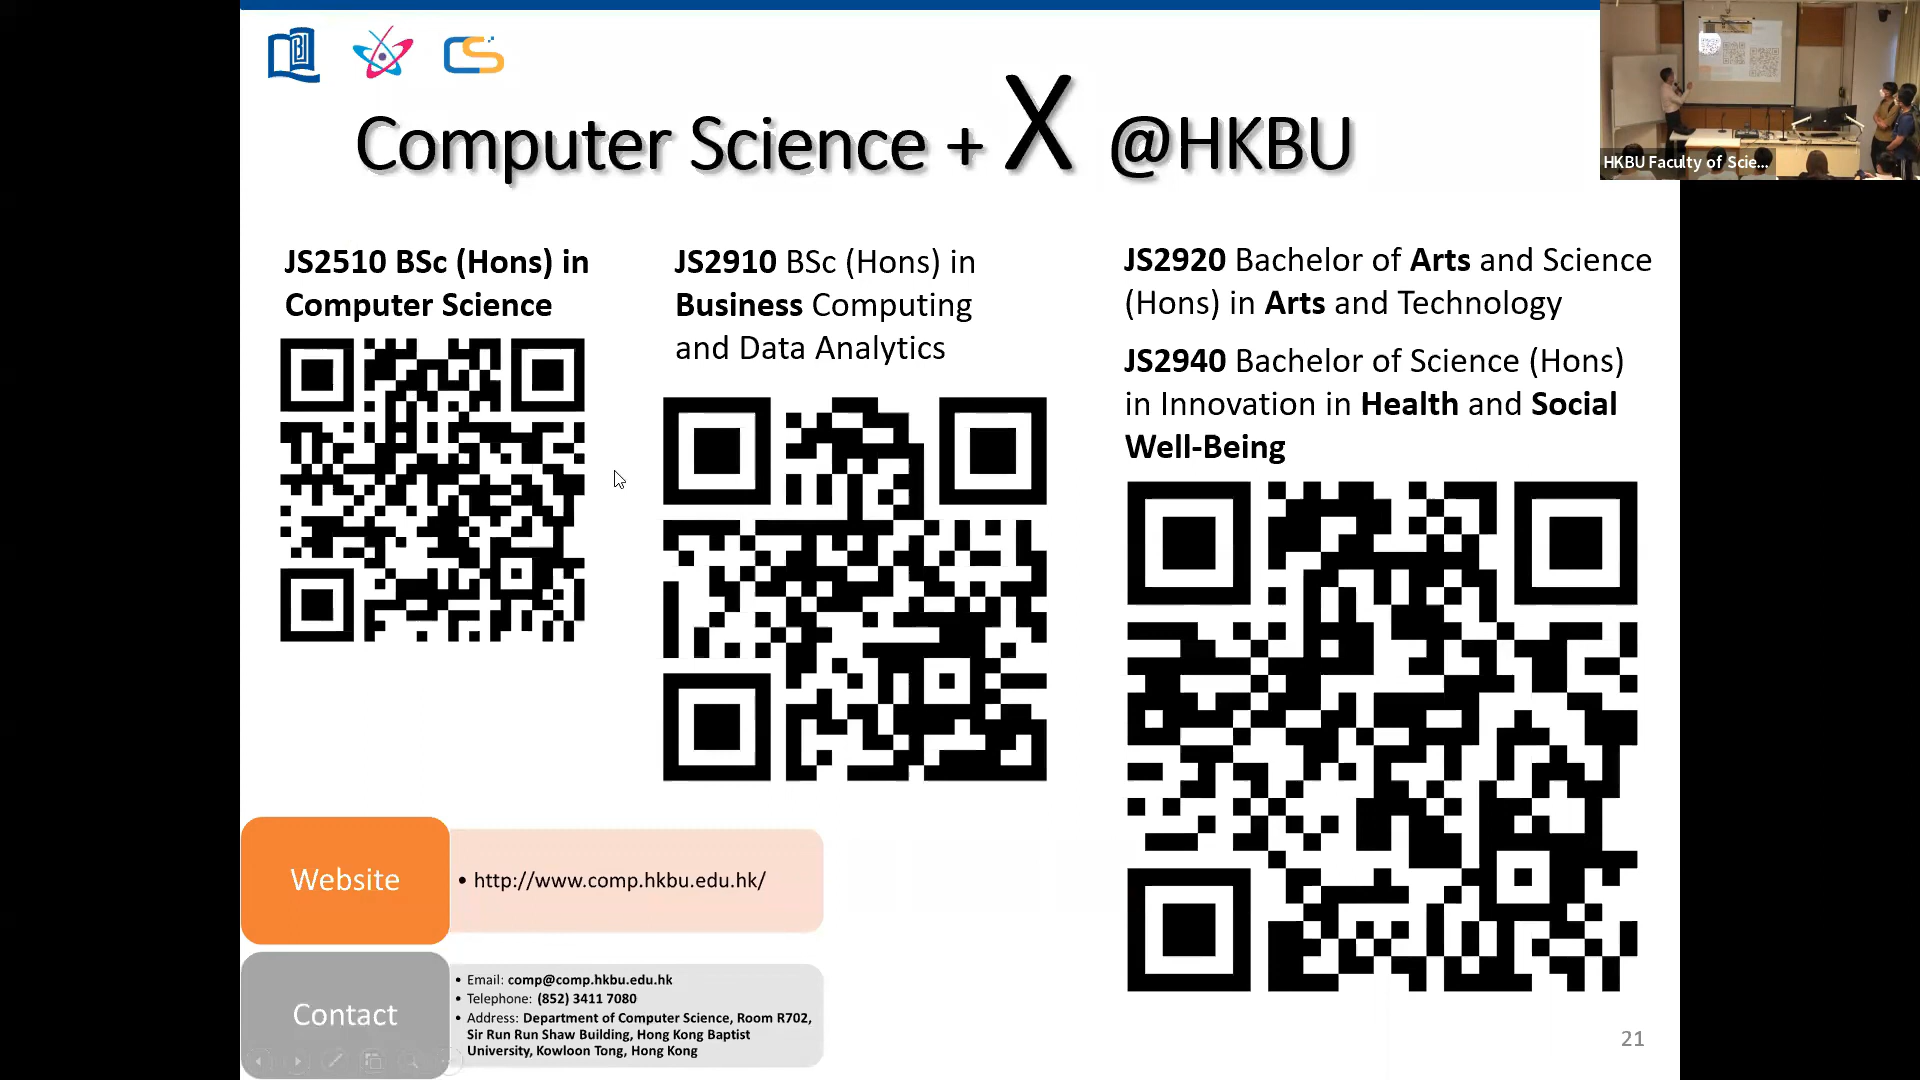 Computer Science + X @HKBU
HKBU Faculty of Scie...
JS2510 BSc (Hons) in
Computer Science
JS2910 BSc (Hons) in
Business Computing
and Data Analytics
JS2920 Bachelor of Arts and Science
(Hons) in Arts and Technology
JS2940 Bachelor of Science (Hons)
in Innovation in Health and Social
Well-Being
Website
• http://www.comp.hkbu.edu.hk/
Contact
• Email: comp@comp.hkbu.edu.hk
• Telephone: (852) 3411 7080
• Address: Department of Computer Science, Room R702,
Sir Run Run Shaw Building, Hong Kong Baptist
University, Kowloon Tong, Hong Kong
21